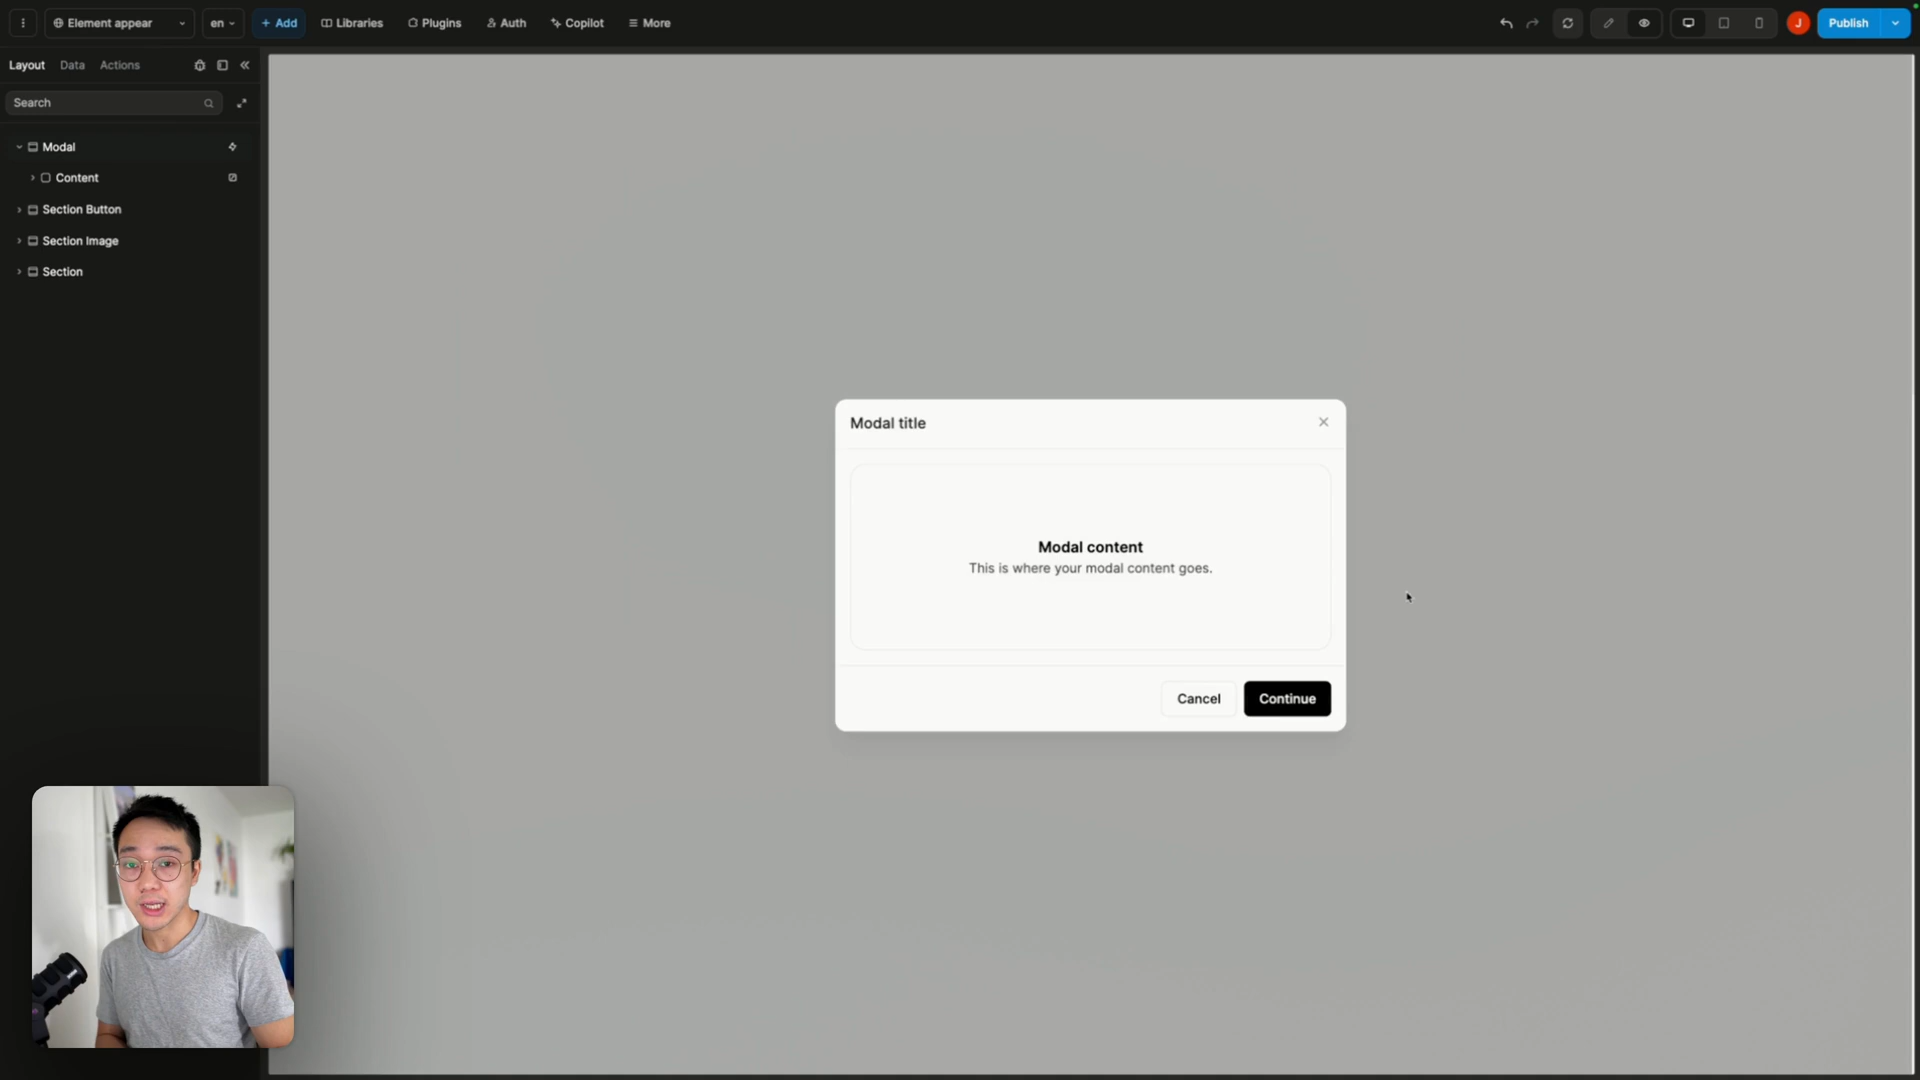 Element appear
en
+ Add
Libraries
Plugins
Auth
Copilot
More
J
Publish
Layout
Data
Actions
Search
Modal
Content
Section Button
Section Image
Section
Modal title
Modal content
This is where your modal content goes.
Cancel
Continue